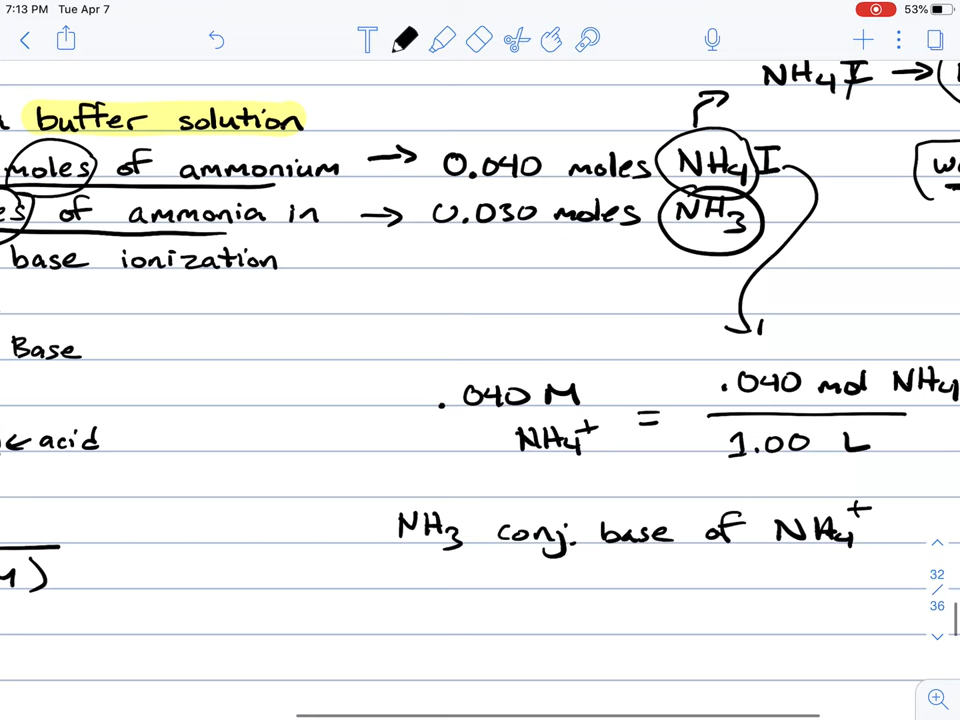 7:13 PM Tue Apr 7
53%
T
NH4I →
buffer solution
moles of ammonium → 0.040 moles NH4I
of ammonia in → 0.030 moles NH3
base ionization
Base
.040 M NH4+ = .040 mol NH4 / 1.00 L
← acid
NH3 conj. base of NH4+
M)
32
/
36